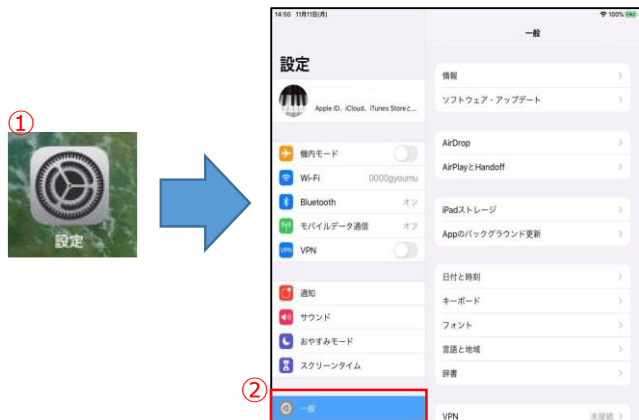 ①
設定
②
14:50 11月11日(月)
100%
設定
Apple ID、iCloud、iTunes Storeと...
機内モード
Wi-Fi 0000gyoumu
Bluetooth オン
モバイルデータ通信 オフ
VPN VPN
通知
サウンド
おやすみモード
スクリーンタイム
一般
一般
情報
ソフトウェア・アップデート
AirDrop
AirPlayとHandoff
iPadストレージ
Appのバックグラウンド更新
日付と時刻
キーボード
フォント
言語と地域
辞書
VPN 未接続